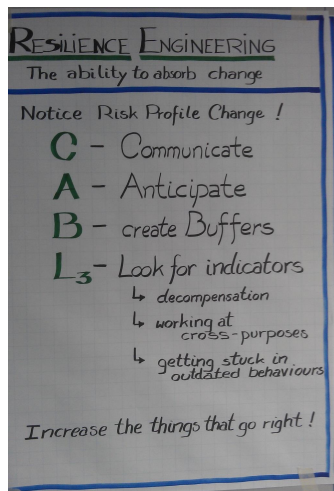 RESILIENCE ENGINEERING
The ability to absorb change
Notice Risk Profile Change !
C - Communicate
A - Anticipate
B - create Buffers
L3 - Look for indicators
↳ decompensation
↳ working at
cross-purposes
↳ getting stuck in
outdated behaviours
Increase the things that go right !